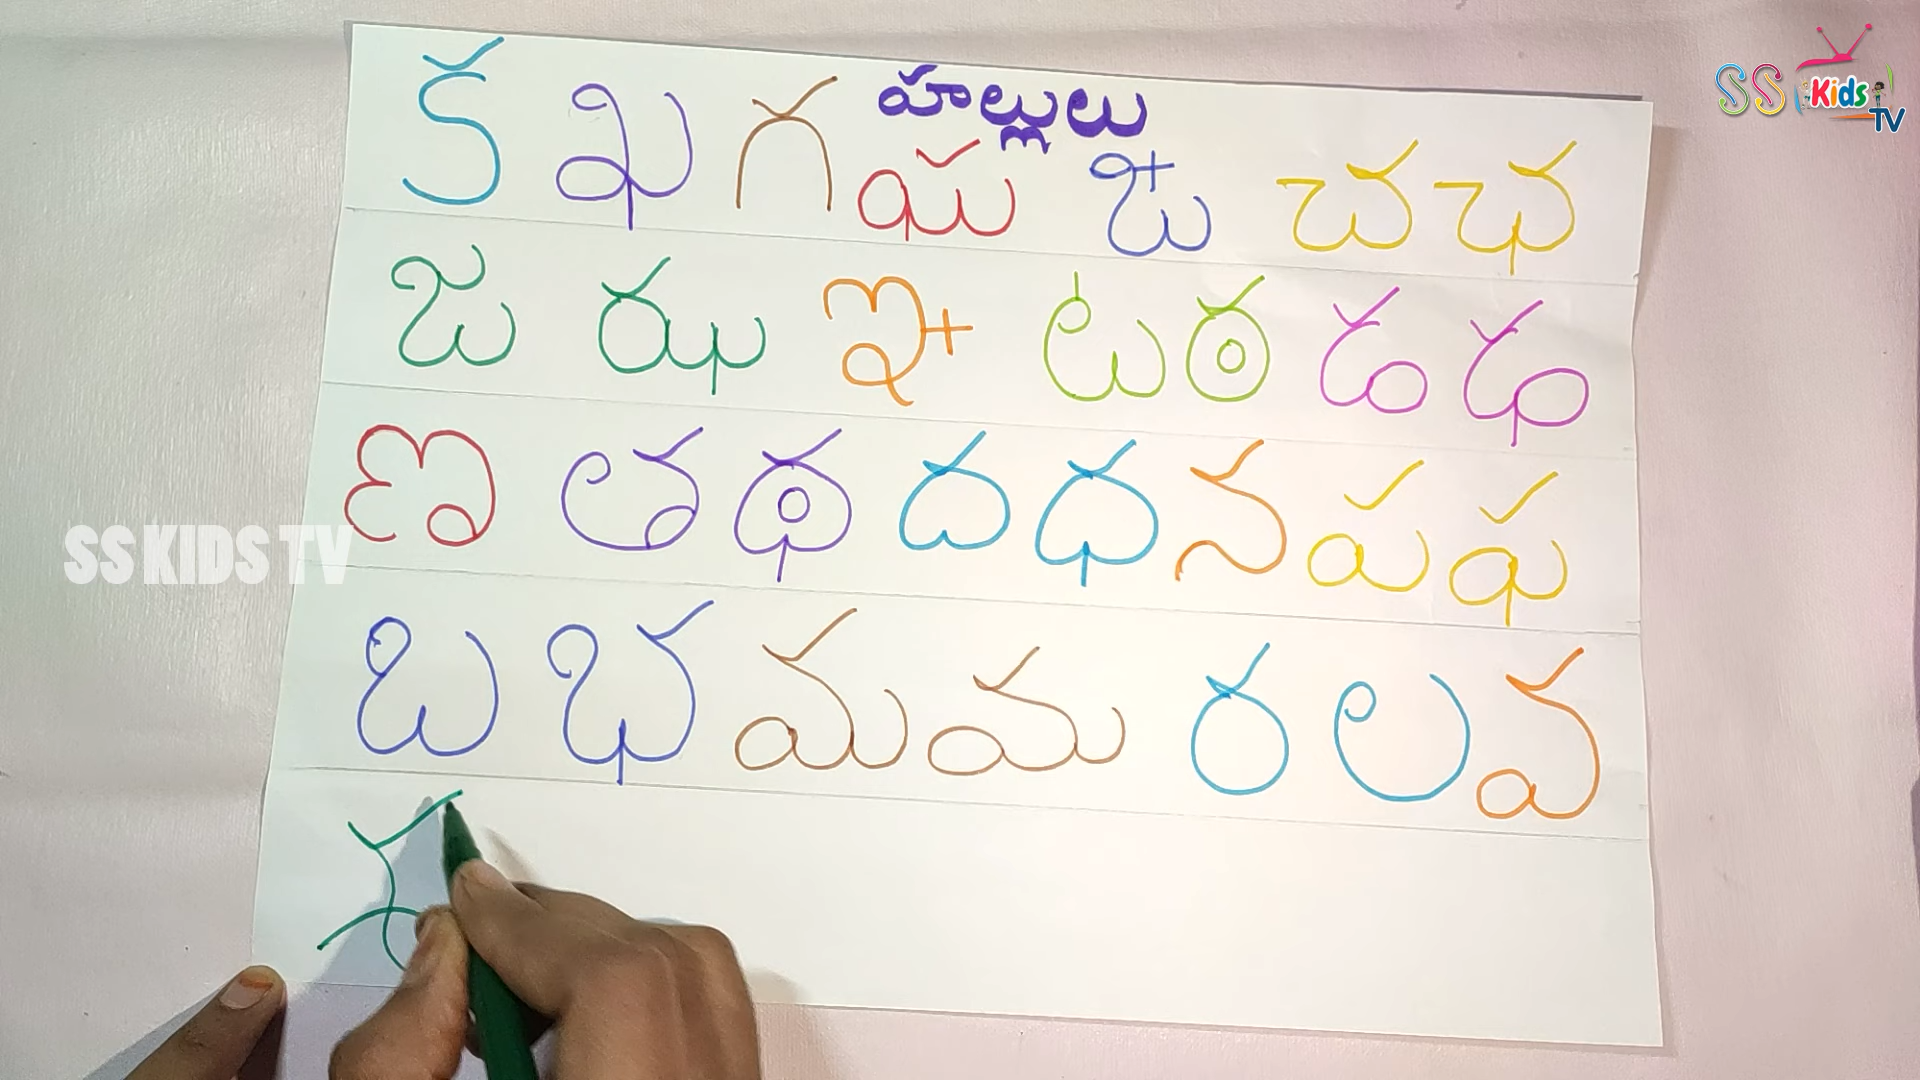 హల్లులు
క ఖ గ ఘ ఙ చ ఛ
జ ఝ ఞ ట ఠ డ ఢ
ణ త థ ద ధ న ప ఫ
బ భ మ మ ర ల వ
శ
SS Kids TV
SS KIDS TV